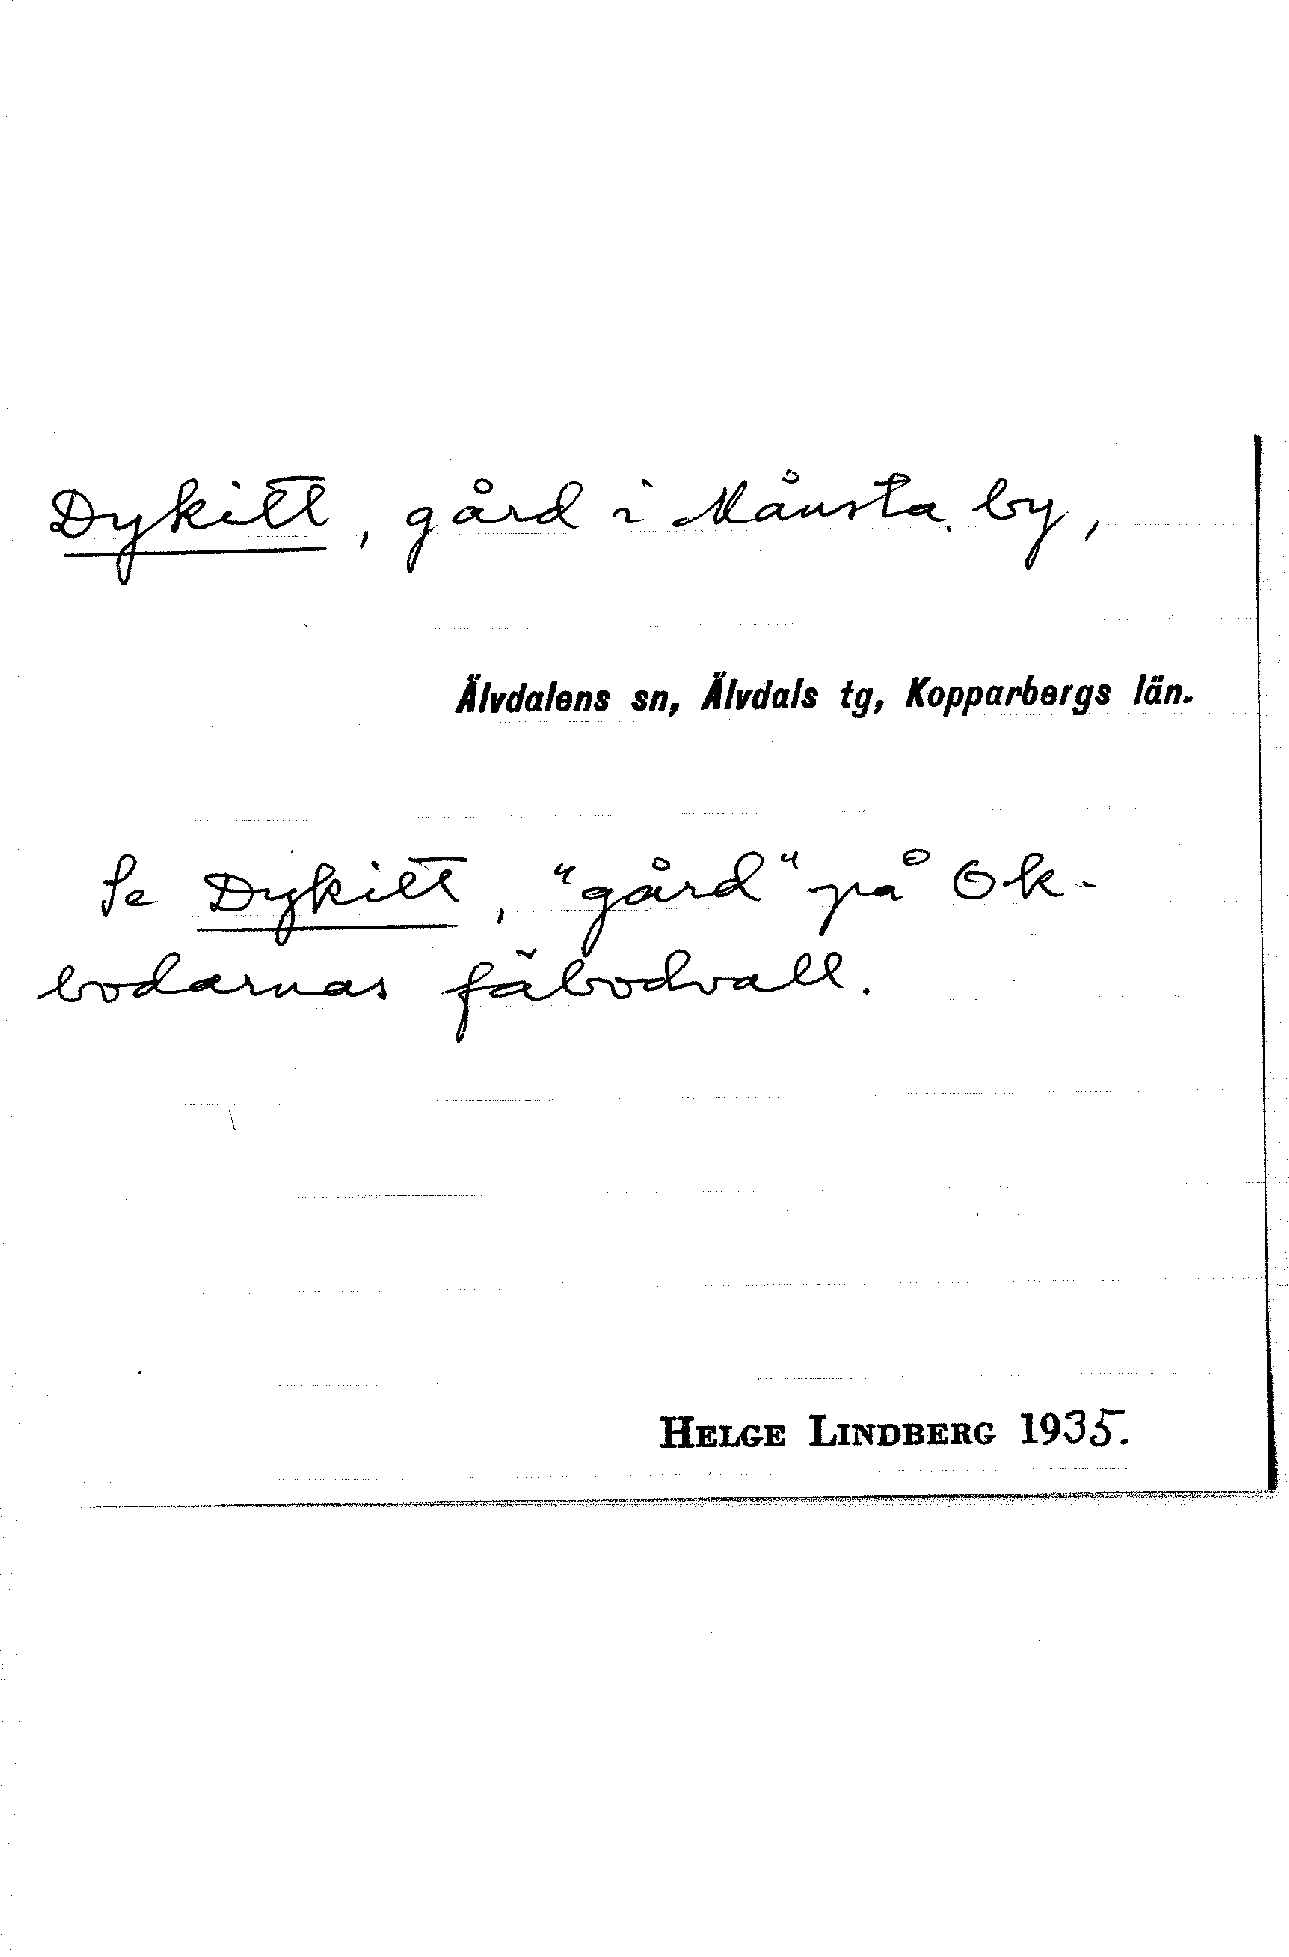 Dykitt, gård i Månsta by,
Älvdalens sn, Älvdals tg, Kopparbergs län.
Se Dykitt, "gård" på Ok-
bodarnas fäbodvall.
HELGE LINDBERG 1935.